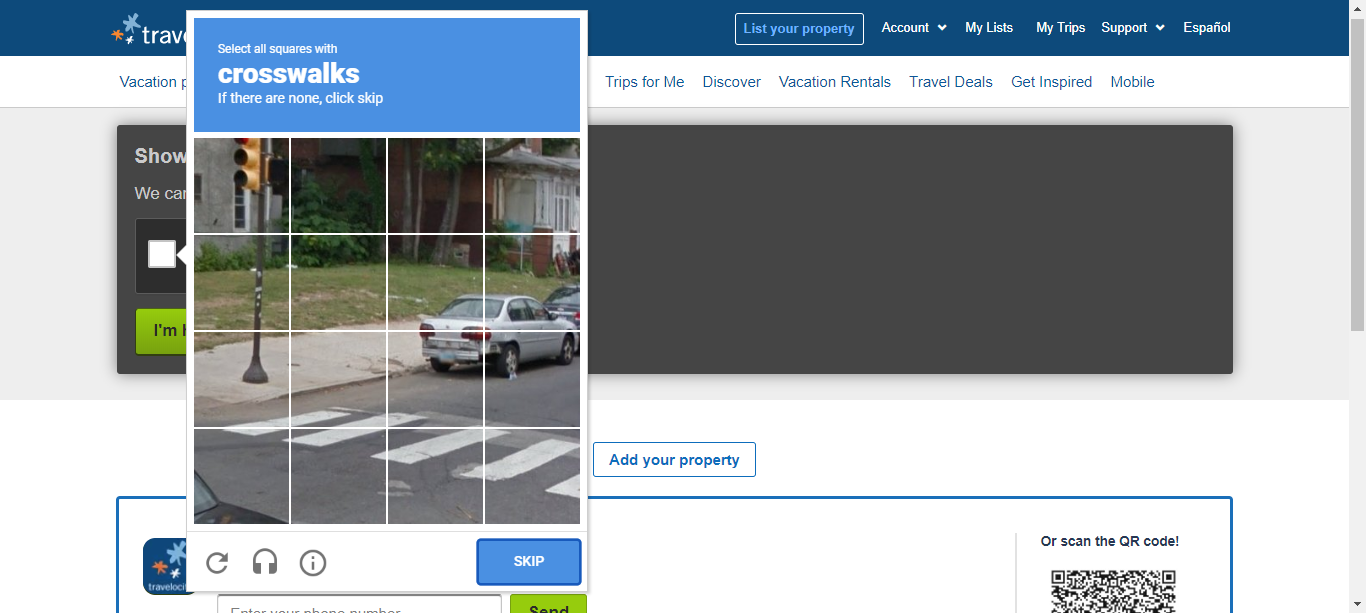 trave
List your property
Account
My Lists
My Trips
Support
Español
Vacation p
Trips for Me
Discover
Vacation Rentals
Travel Deals
Get Inspired
Mobile
Select all squares with
crosswalks
If there are none, click skip
Show
We can
I'm h
SKIP
Add your property
travelocity
Or scan the QR code!
Enter your phone number
Send